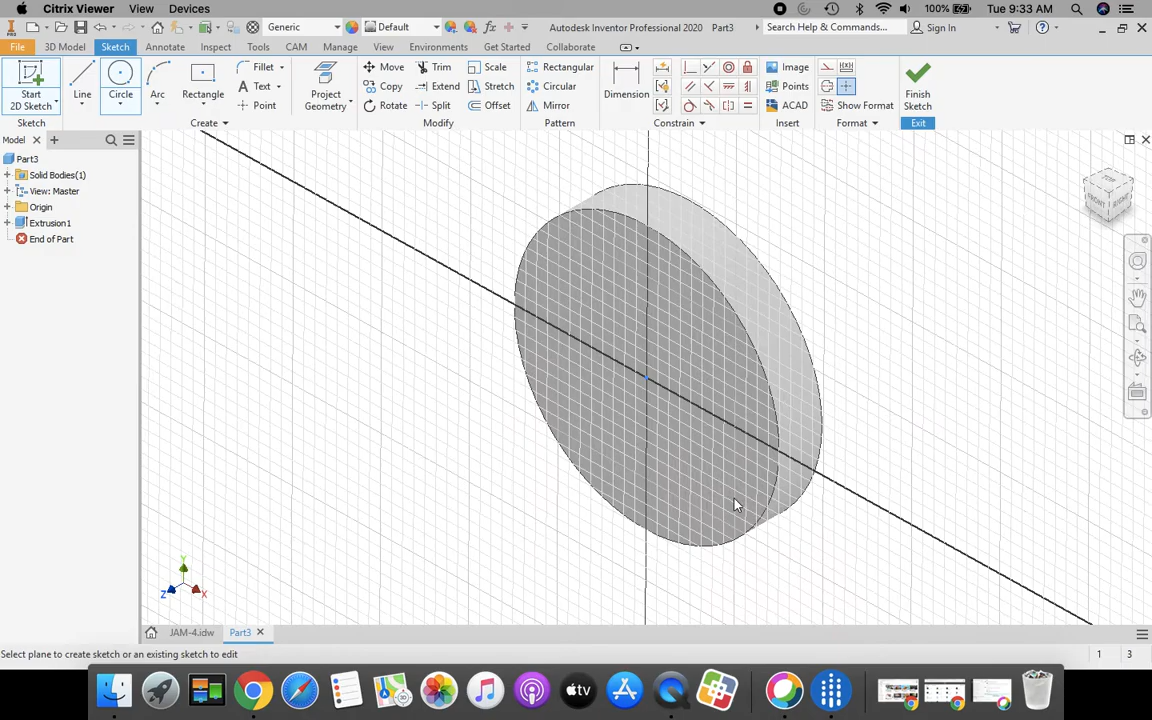 Citrix Viewer View Devices 100% Tue 9:33 AM
PRO Generic Default Autodesk Inventor Professional 2020 Part3 Search Help & Commands... Sign In
File 3D Model Sketch Annotate Inspect Tools CAM Manage View Environments Get Started Collaborate
Start 2D Sketch Line Circle Arc Rectangle Fillet Text Point Project Geometry Move Copy Rotate Trim Extend Split Scale Stretch Offset Rectangular Circular Mirror Dimension Image Points ACAD Show Format Finish Sketch
Sketch Create Modify Pattern Constrain Insert Format Exit
Model
Part3
Solid Bodies(1)
View: Master
Origin
Extrusion1
End of Part
TOP
FRONT RIGHT
Y
Z X
JAM-4.idw Part3
Select plane to create sketch or an existing sketch to edit 1 3
tv